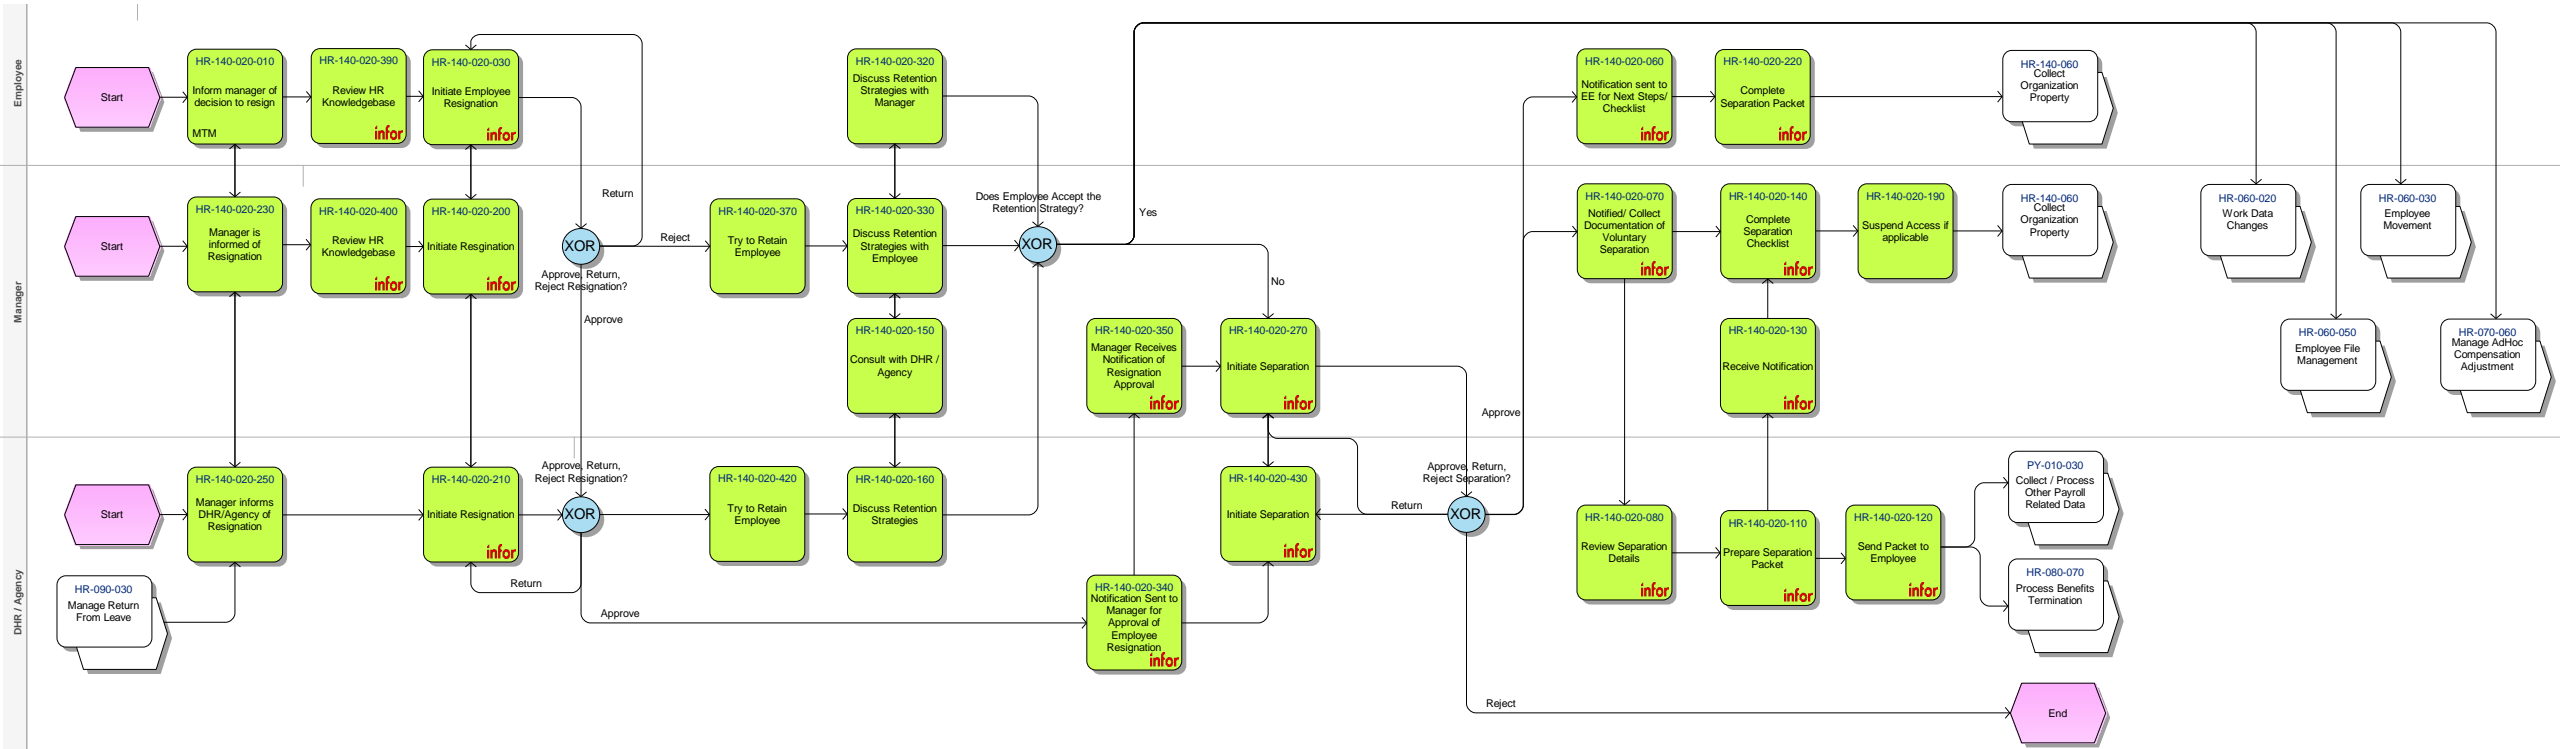 Employee
Start
HR-140-020-010
Inform manager of
decision to resign
MTM
HR-140-020-390
Review HR
Knowledgebase
infor
HR-140-020-030
Initiate Employee
Resignation
infor
Return
HR-140-020-320
Discuss Retention
Strategies with
Manager
HR-140-020-060
Notification sent to
EE for Next Steps/
Checklist
infor
HR-140-020-220
Complete
Separation Packet
infor
HR-140-060
Collect
Organization
Property
Manager
Start
HR-140-020-230
Manager is
informed of
Resignation
HR-140-020-400
Review HR
Knowledgebase
infor
HR-140-020-200
Initiate Resgination
infor
XOR
Approve, Return,
Reject Resignation?
Reject
Approve
HR-140-020-370
Try to Retain
Employee
HR-140-020-330
Discuss Retention
Strategies with
Employee
Does Employee Accept the
Retention Strategy?
XOR
Yes
No
HR-140-020-150
Consult with DHR /
Agency
HR-140-020-350
Manager Receives
Notification of
Resignation
Approval
infor
HR-140-020-270
Initiate Separation
infor
Approve
HR-140-020-070
Notified/ Collect
Documentation of
Voluntary
Separation
infor
HR-140-020-140
Complete
Separation
Checklist
infor
HR-140-020-190
Suspend Access if
applicable
HR-140-060
Collect
Organization
Property
HR-140-020-130
Receive Notification
infor
HR-060-020
Work Data
Changes
HR-060-030
Employee
Movement
HR-060-050
Employee File
Management
HR-070-060
Manage AdHoc
Compensation
Adjustment
DHR / Agency
Start
HR-140-020-250
Manager informs
DHR/Agency of
Resignation
HR-090-030
Manage Return
From Leave
HR-140-020-210
Initiate Resignation
infor
Return
Approve, Return,
Reject Resignation?
XOR
Approve
HR-140-020-420
Try to Retain
Employee
HR-140-020-160
Discuss Retention
Strategies
HR-140-020-340
Notification Sent to
Manager for
Approval of
Employee
Resignation
infor
HR-140-020-430
Initiate Separation
infor
Return
Approve, Return,
Reject Separation?
XOR
Reject
HR-140-020-080
Review Separation
Details
infor
HR-140-020-110
Prepare Separation
Packet
infor
HR-140-020-120
Send Packet to
Employee
infor
PY-010-030
Collect / Process
Other Payroll
Related Data
HR-080-070
Process Benefits
Termination
End